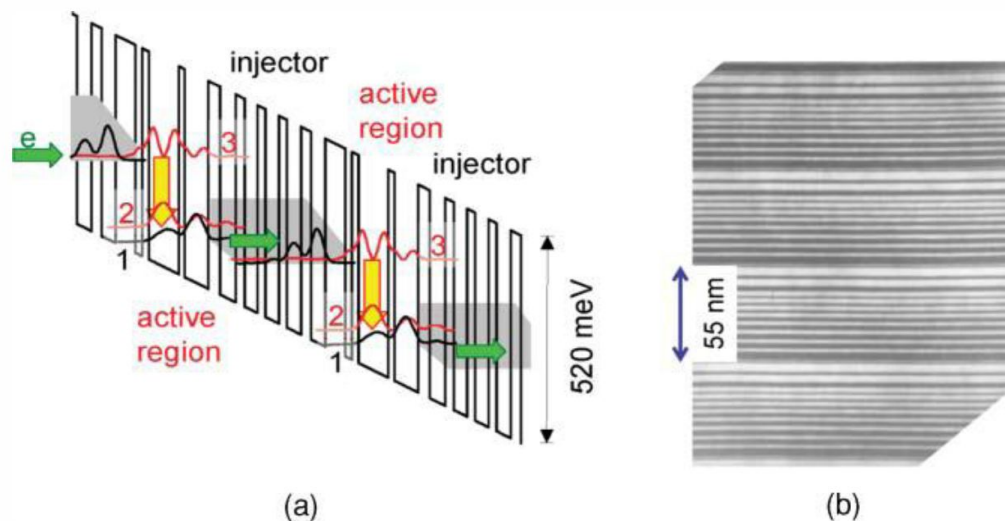 injector
active
region
injector
e
3
2
1
3
2
1
active
region
520 meV
55 nm
(a)
(b)